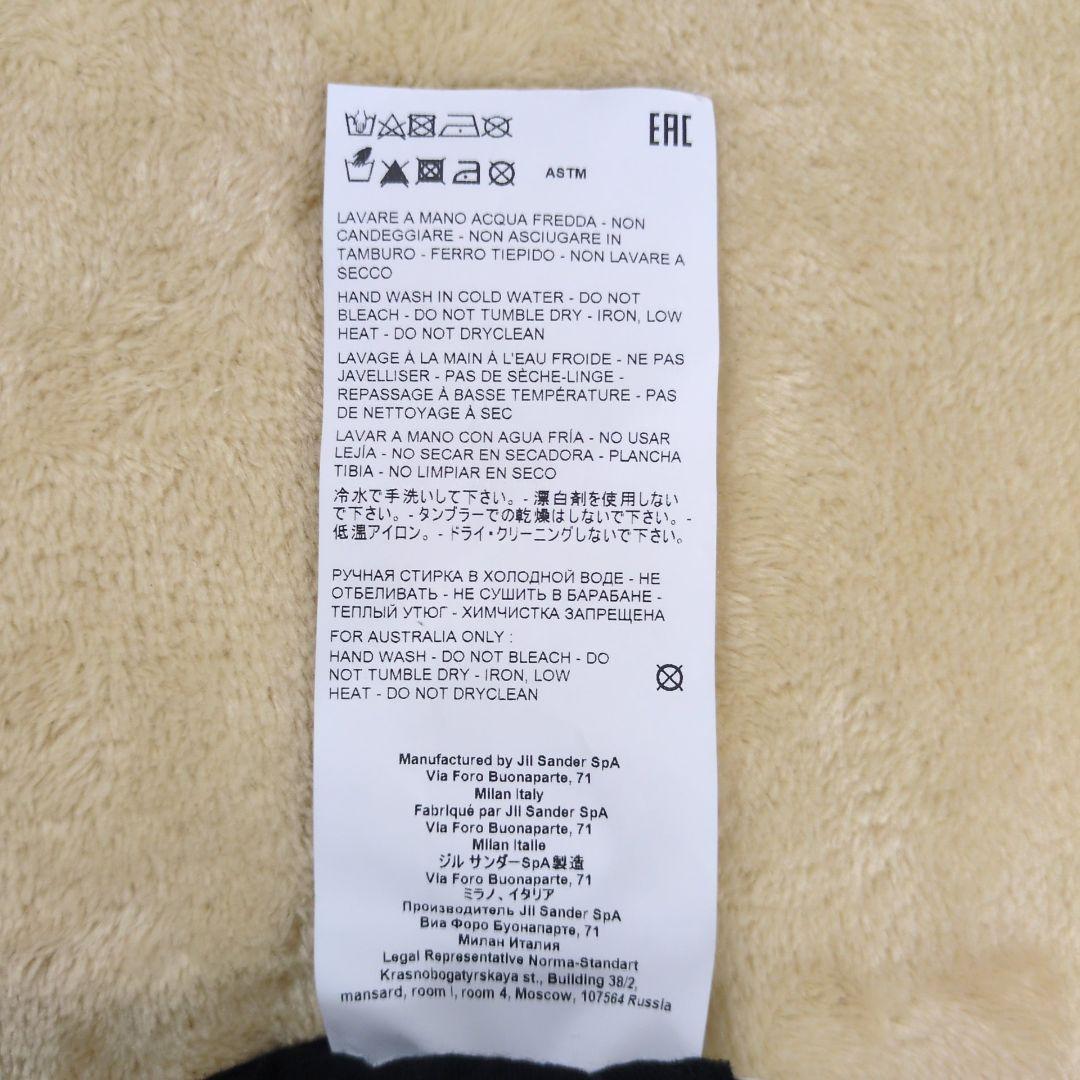 EAC
ASTM
LAVARE A MANO ACQUA FREDDA - NON
CANDEGGIARE - NON ASCIUGARE IN
TAMBURO - FERRO TIEPIDO - NON LAVARE A
SECCO
HAND WASH IN COLD WATER - DO NOT
BLEACH - DO NOT TUMBLE DRY - IRON, LOW
HEAT - DO NOT DRYCLEAN
LAVAGE À LA MAIN À L'EAU FROIDE - NE PAS
JAVELLISER - PAS DE SÈCHE-LINGE -
REPASSAGE À BASSE TEMPÉRATURE - PAS
DE NETTOYAGE À SEC
LAVAR A MANO CON AGUA FRÍA - NO USAR
LEJÍA - NO SECAR EN SECADORA - PLANCHA
TIBIA - NO LIMPIAR EN SECO
冷水で手洗いして下さい。- 漂白剤を使用しない
で下さい。- タンブラーでの乾燥はしないで下さい。-
低温アイロン。- ドライ・クリーニングしないで下さい。
РУЧНАЯ СТИРКА В ХОЛОДНОЙ ВОДЕ - НЕ
ОТБЕЛИВАТЬ - НЕ СУШИТЬ В БАРАБАНЕ -
ТЕПЛЫЙ УТЮГ - ХИМЧИСТКА ЗАПРЕЩЕНА
FOR AUSTRALIA ONLY :
HAND WASH - DO NOT BLEACH - DO
NOT TUMBLE DRY - IRON, LOW
HEAT - DO NOT DRYCLEAN
Manufactured by Jil Sander SpA
Via Foro Buonaparte, 71
Milan Italy
Fabriqué par Jil Sander SpA
Via Foro Buonaparte, 71
Milan Italie
ジル サンダーSpA製造
Via Foro Buonaparte, 71
ミラノ、イタリア
Производитель Jil Sander SpA
Виа Форо Буонапарте, 71
Милан Италия
Legal Representative Norma-Standart
Krasnobogatyrskaya st., Building 38/2,
mansard, room I, room 4, Moscow, 107564 Russia